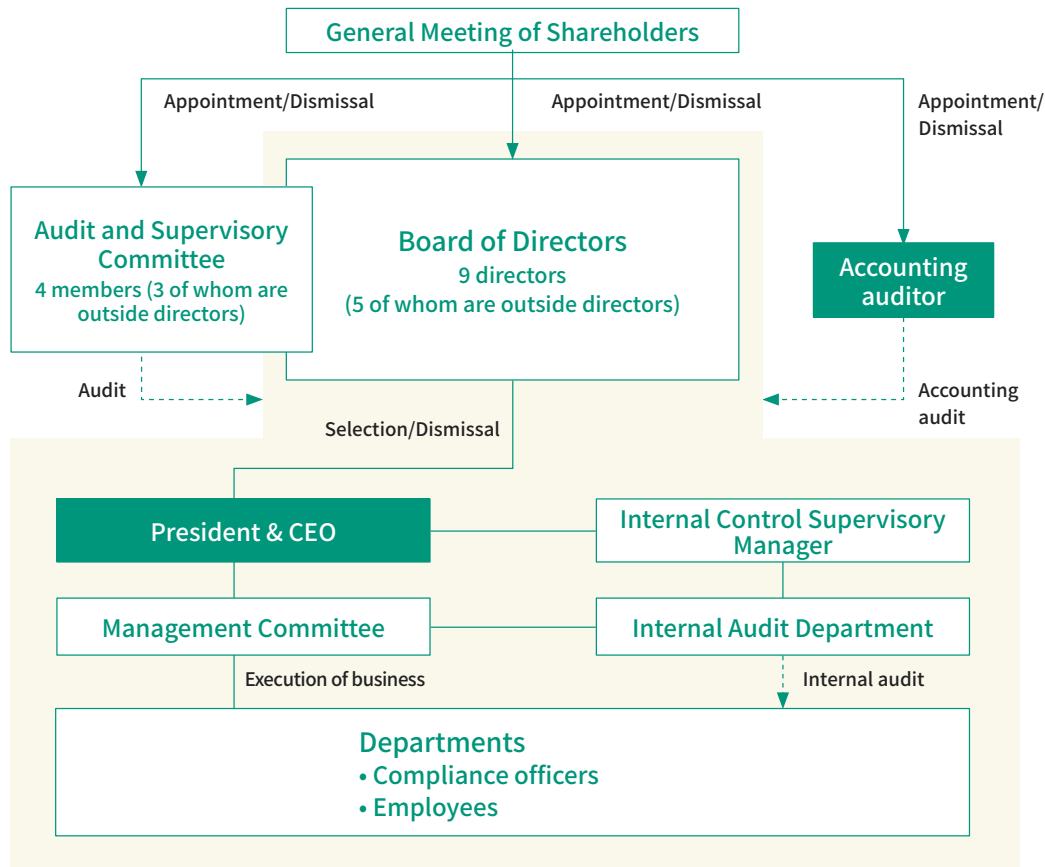 General Meeting of Shareholders
Appointment/Dismissal
Appointment/Dismissal
Appointment/
Dismissal
Audit and Supervisory
Committee
4 members (3 of whom are
outside directors)
Board of Directors
9 directors
(5 of whom are outside directors)
Accounting
auditor
Audit
Accounting
audit
Selection/Dismissal
President & CEO
Internal Control Supervisory
Manager
Management Committee
Internal Audit Department
Execution of business
Internal audit
Departments
• Compliance officers
• Employees